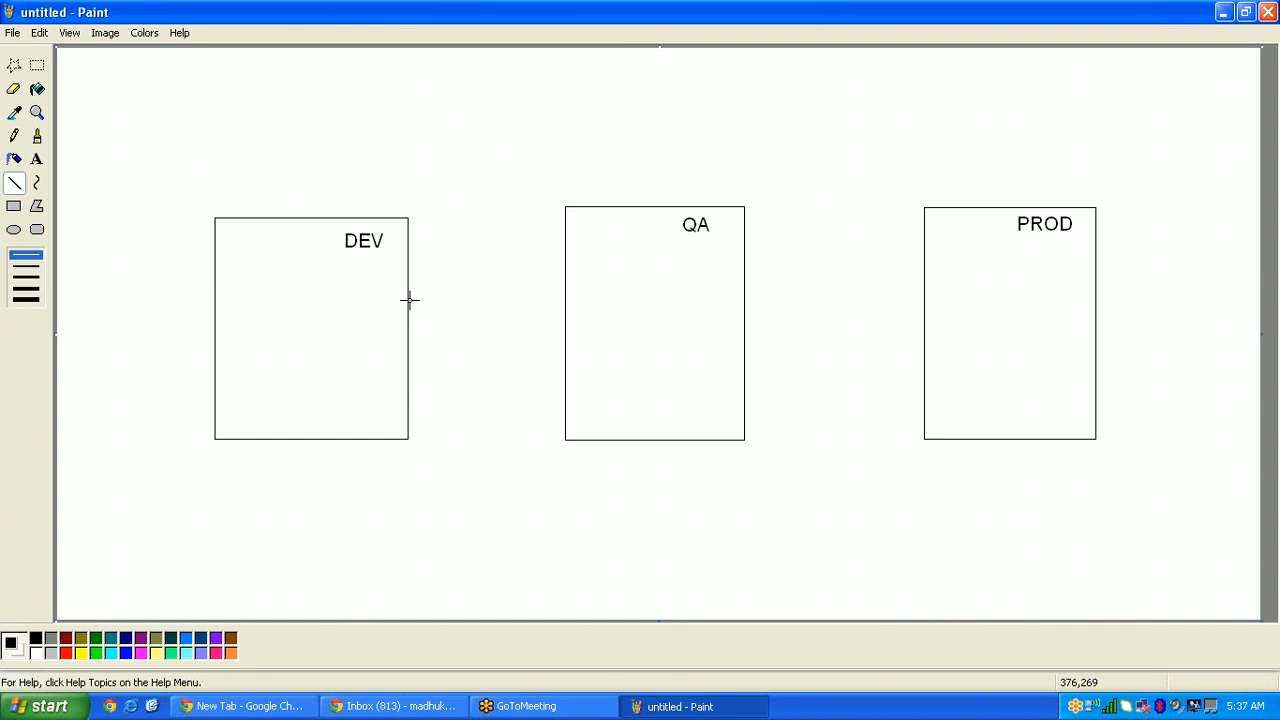 untitled - Paint
File Edit View Image Colors Help
DEV
QA
PROD
A
For Help, click Help Topics on the Help Menu.
376,269
start
New Tab - Google Ch...
Inbox (813) - madhuk...
GoToMeeting
untitled - Paint
5:37 AM